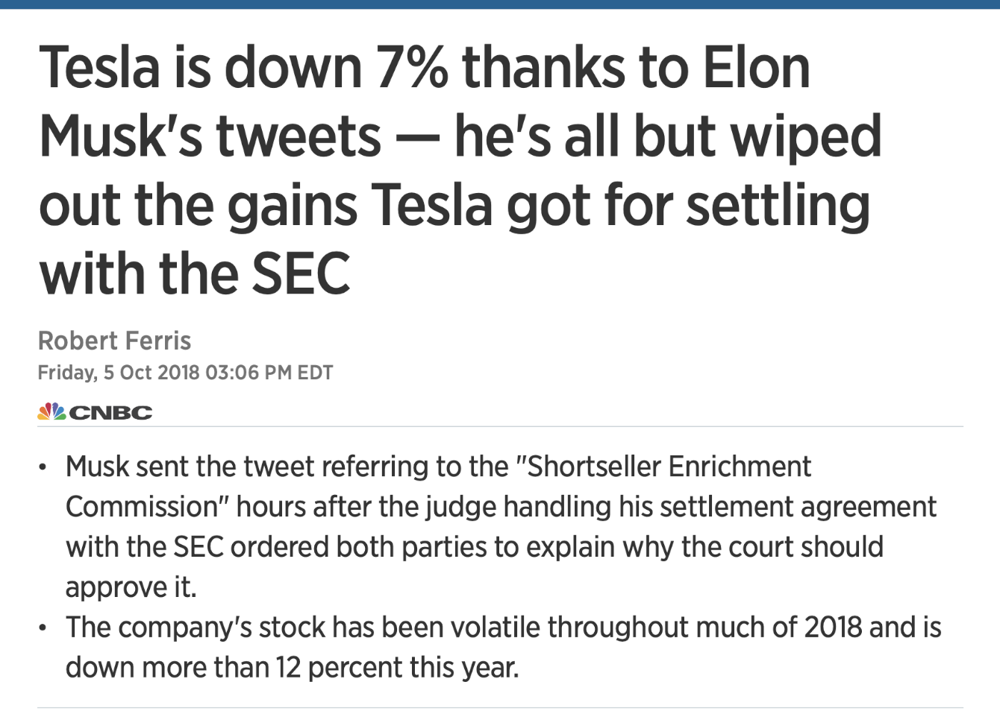 Tesla is down 7% thanks to Elon
Musk's tweets — he's all but wiped
out the gains Tesla got for settling
with the SEC
Robert Ferris
Friday, 5 Oct 2018 03:06 PM EDT
CNBC
• Musk sent the tweet referring to the "Shortseller Enrichment
Commission" hours after the judge handling his settlement agreement
with the SEC ordered both parties to explain why the court should
approve it.
• The company's stock has been volatile throughout much of 2018 and is
down more than 12 percent this year.